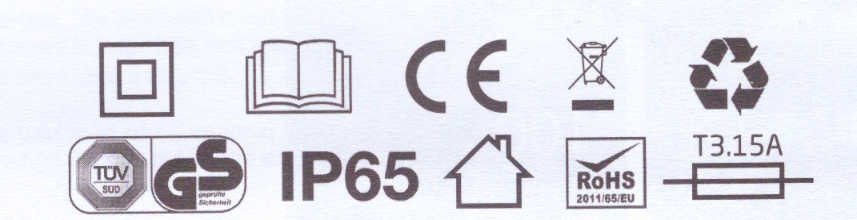 CE
TÜV
SÜD
GS
geprüfte
Sicherheit
IP65
RoHS
2011/65/EU
T3.15A